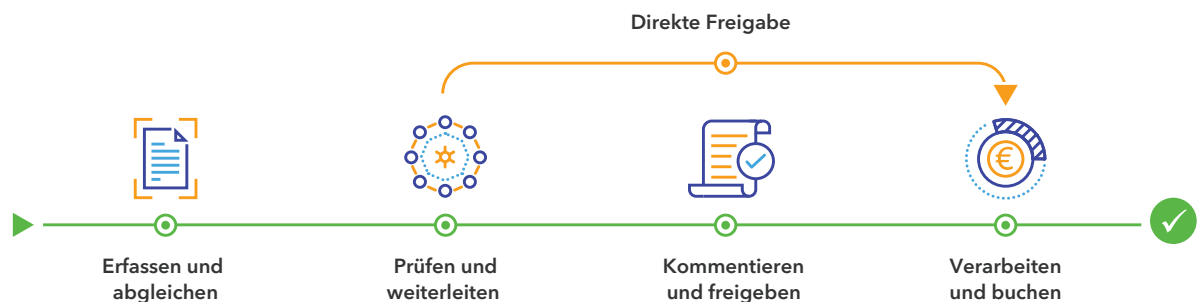 Direkte Freigabe
Erfassen und
abgleichen
Prüfen und
weiterleiten
Kommentieren
und freigeben
Verarbeiten
und buchen
€